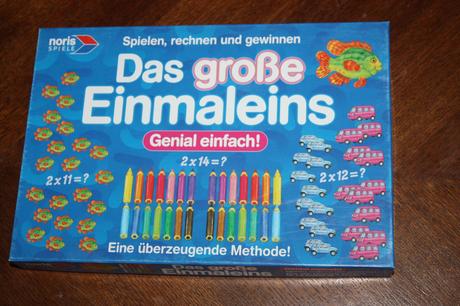 noris
SPIELE
Spielen, rechnen und gewinnen
Das große
Einmaleins
Genial einfach!
2 x 14 = ?
2 x 11 = ?
2 x 12 = ?
Eine überzeugende Methode!
Das große